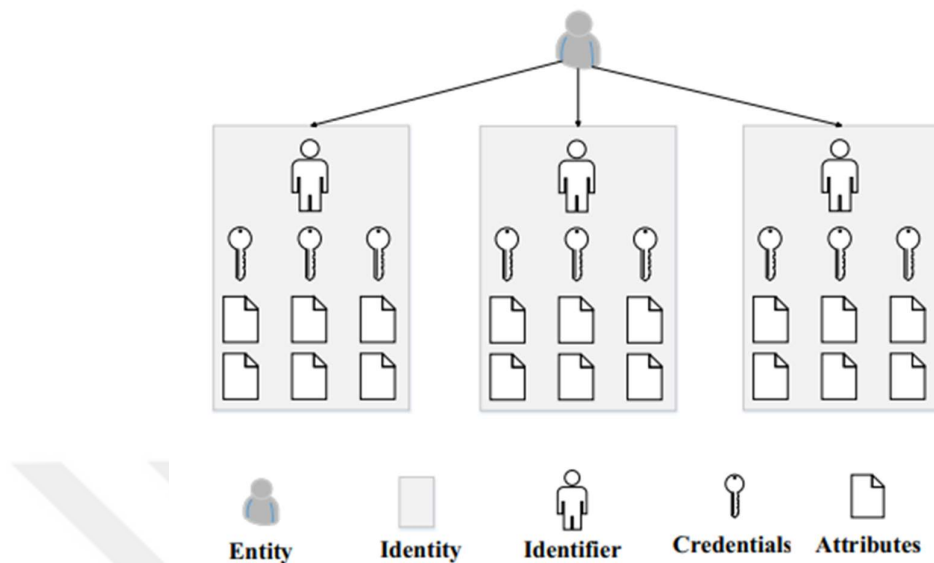 Entity
Identity
Identifier
Credentials
Attributes